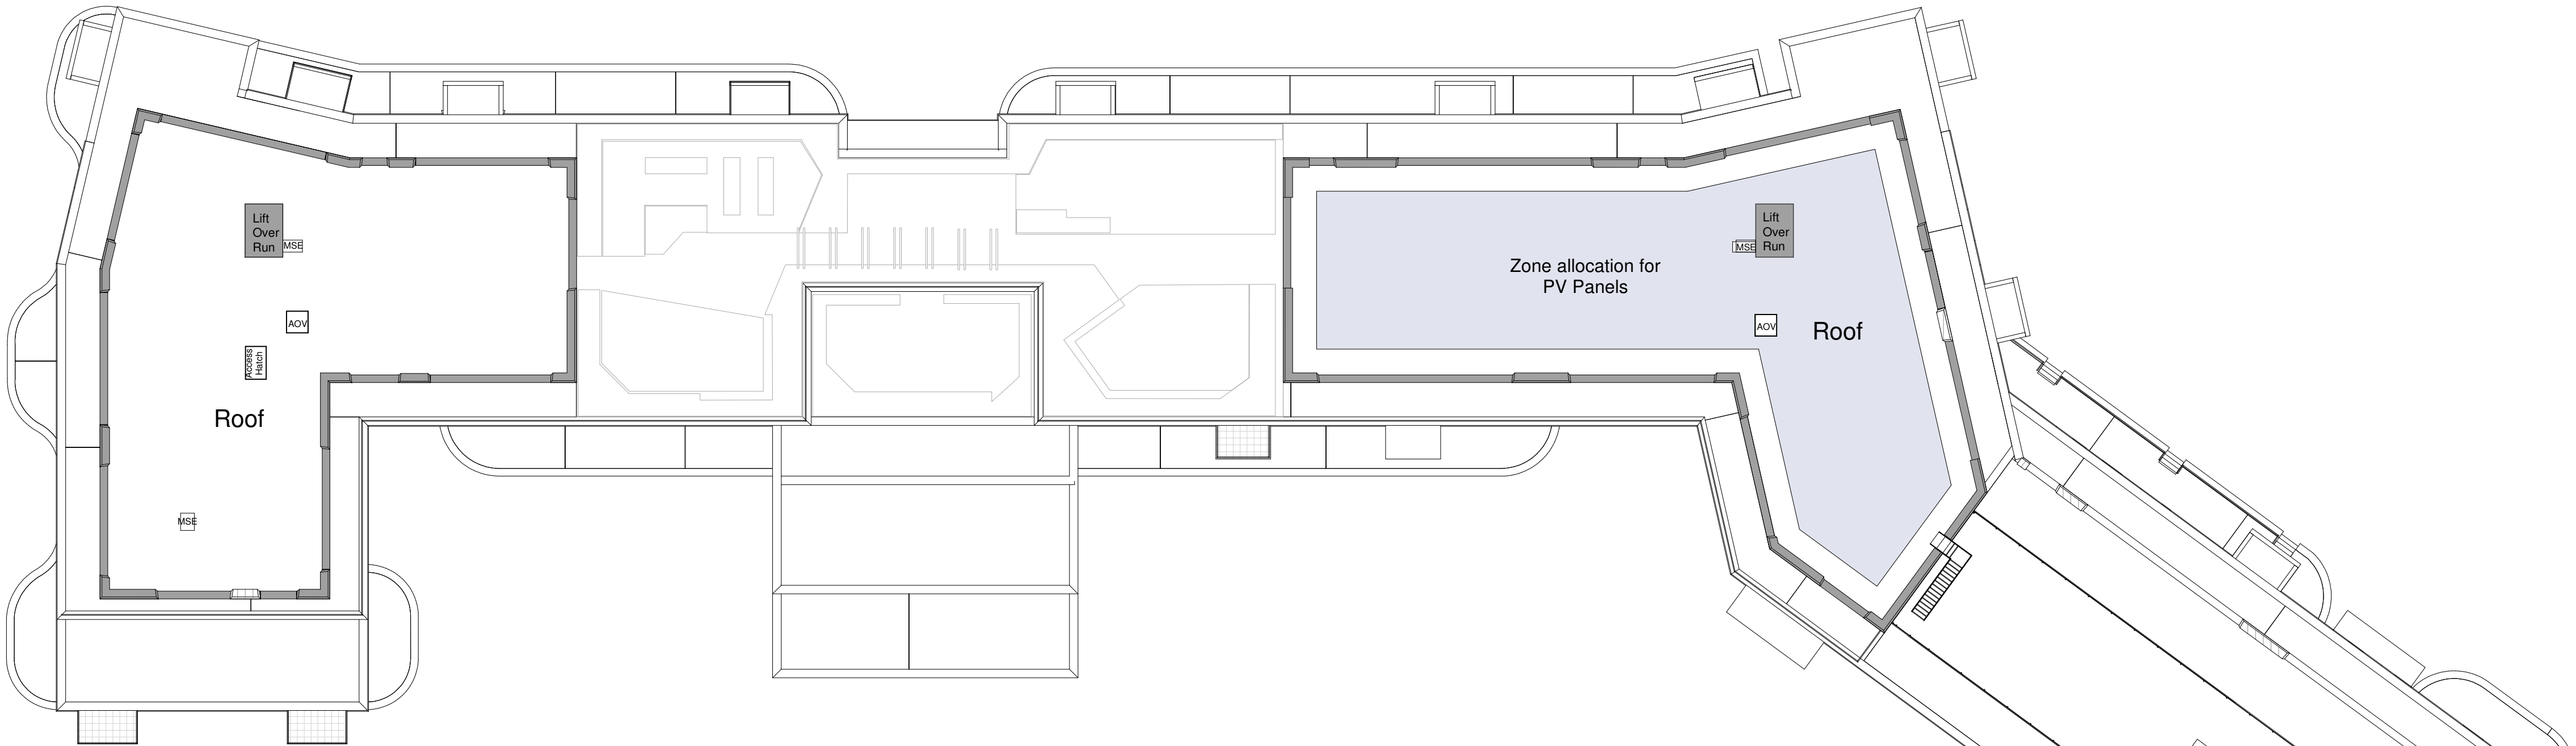 Lift
Over
Run
MSE
AOV
Access
Hatch
Roof
MSE
Zone allocation for
PV Panels
Lift
Over
Run
MSE
AOV
Roof